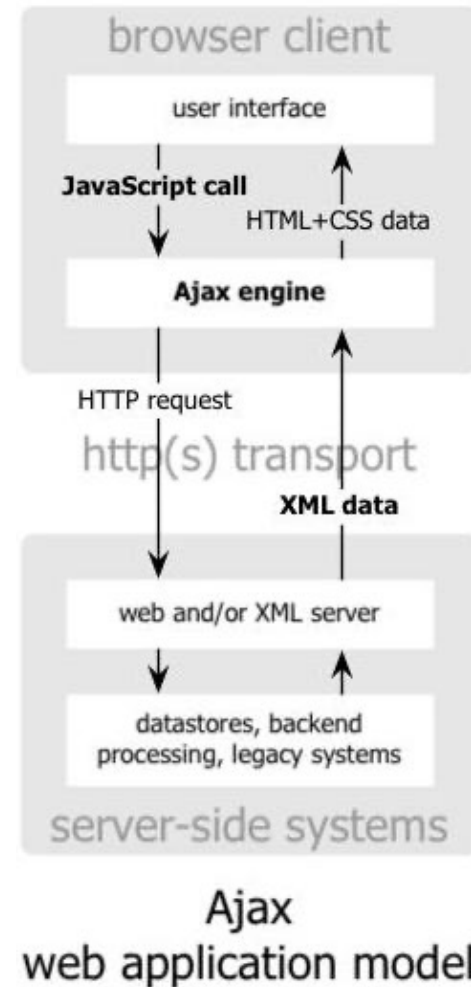 browser client
user interface
JavaScript call
HTML+CSS data
Ajax engine
HTTP request
http(s) transport
XML data
web and/or XML server
datastores, backend
processing, legacy systems
server-side systems
Ajax
web application model